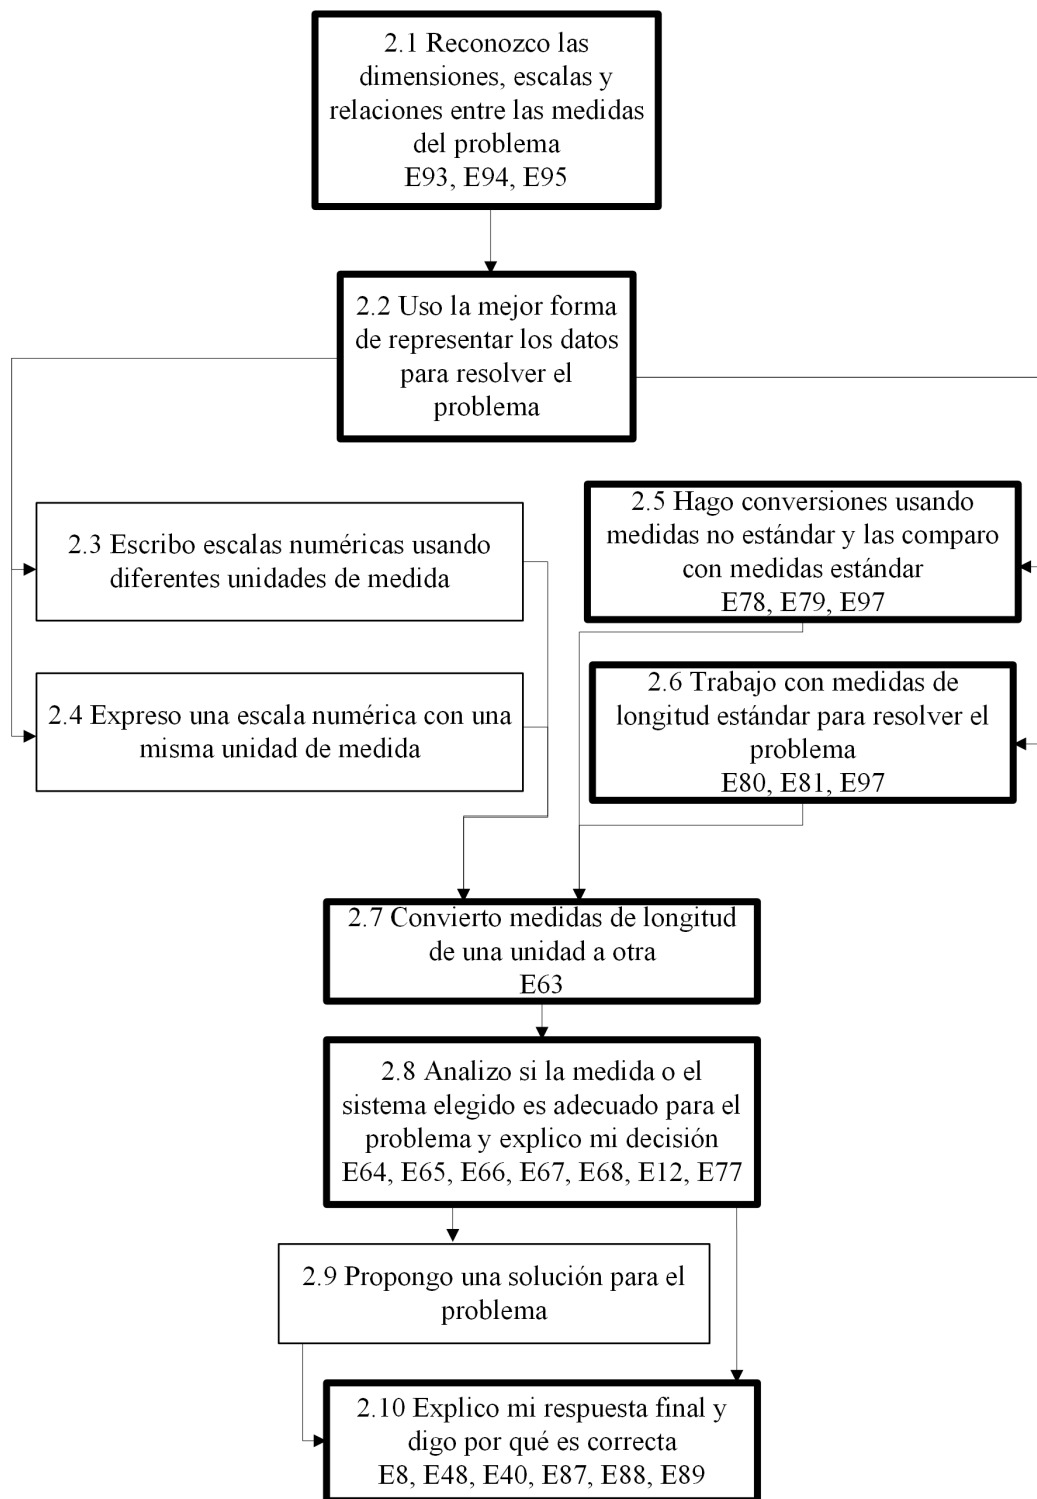 2.1 Reconozco las
dimensiones, escalas y
relaciones entre las medidas
del problema
E93, E94, E95
2.2 Uso la mejor forma
de representar los datos
para resolver el
problema
2.3 Escribo escalas numéricas usando
diferentes unidades de medida
2.4 Expreso una escala numérica con una
misma unidad de medida
2.5 Hago conversiones usando
medidas no estándar y las comparo
con medidas estándar
E78, E79, E97
2.6 Trabajo con medidas de
longitud estándar para resolver el
problema
E80, E81, E97
2.7 Convierto medidas de longitud
de una unidad a otra
E63
2.8 Analizo si la medida o el
sistema elegido es adecuado para el
problema y explico mi decisión
E64, E65, E66, E67, E68, E12, E77
2.9 Propongo una solución para el
problema
2.10 Explico mi respuesta final y
digo por qué es correcta
E8, E48, E40, E87, E88, E89